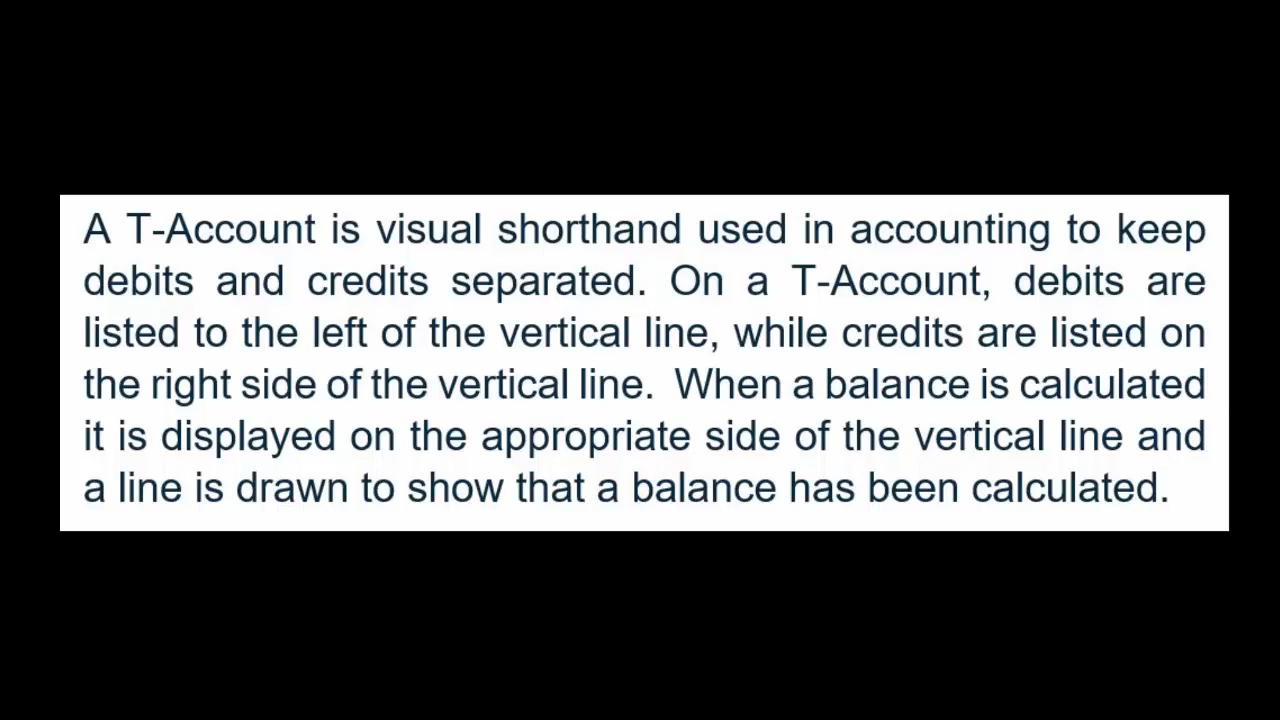 A T-Account is visual shorthand used in accounting to keep
debits and credits separated. On a T-Account, debits are
listed to the left of the vertical line, while credits are listed on
the right side of the vertical line.  When a balance is calculated
it is displayed on the appropriate side of the vertical line and
a line is drawn to show that a balance has been calculated.